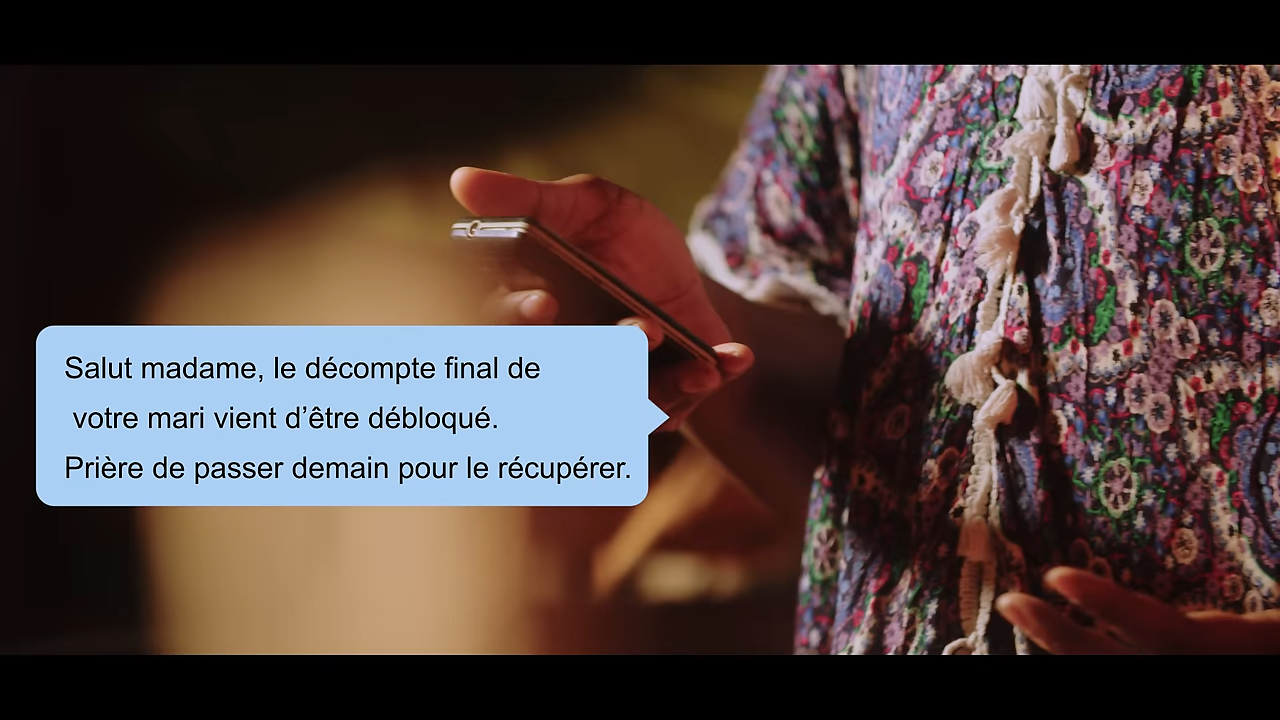 Salut madame, le décompte final de
votre mari vient d’être débloqué.
Prière de passer demain pour le récupérer.